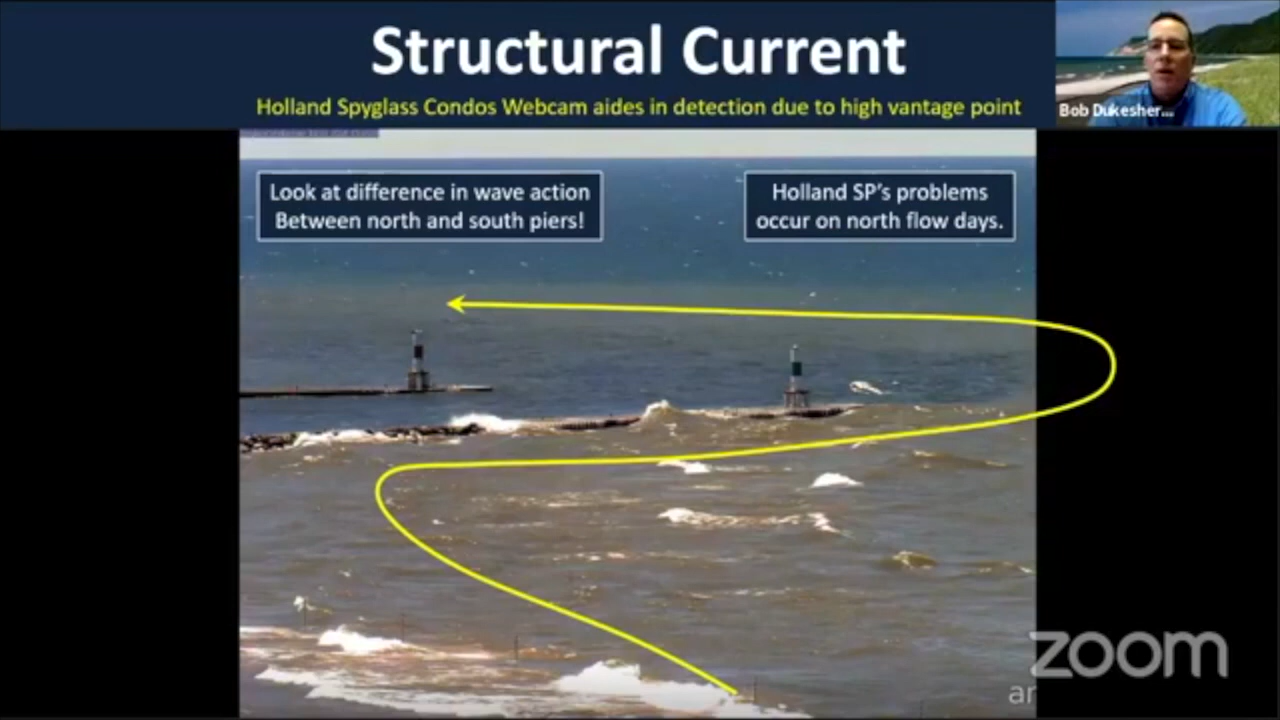 Structural Current
Holland Spyglass Condos Webcam aides in detection due to high vantage point
Bob Dukesher...
Look at difference in wave action
Between north and south piers!
Holland SP's problems
occur on north flow days.
zoom